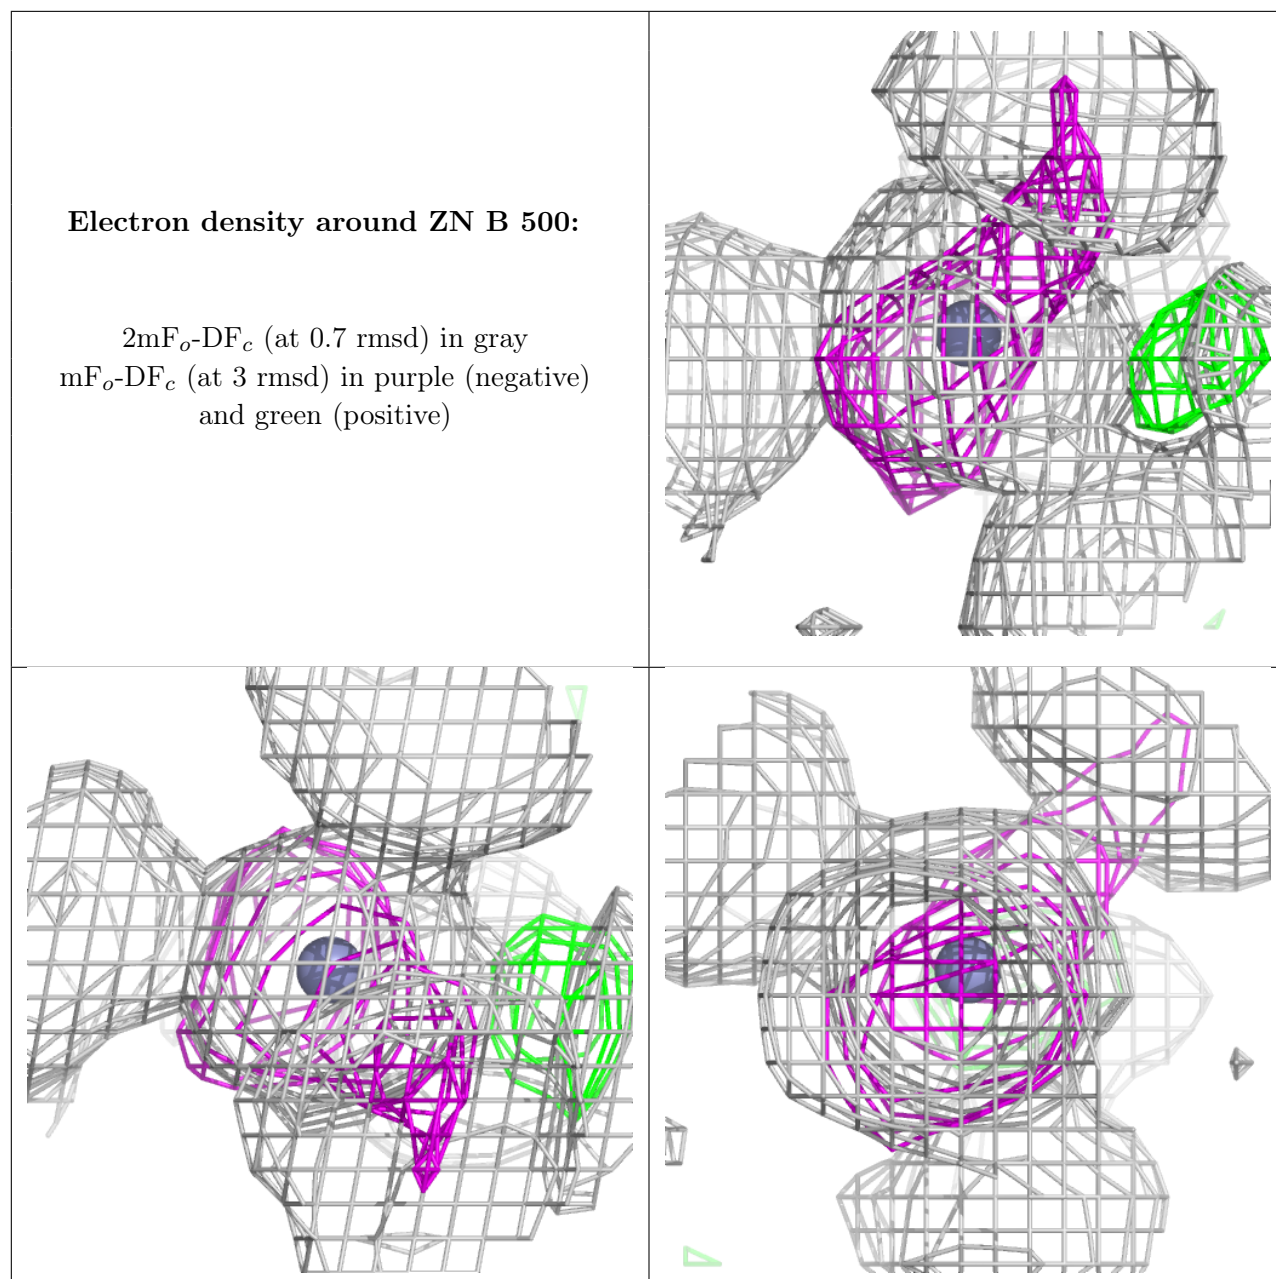 Electron density around ZN B 500:
2mFo-DFc (at 0.7 rmsd) in gray
mFo-DFc (at 3 rmsd) in purple (negative)
and green (positive)